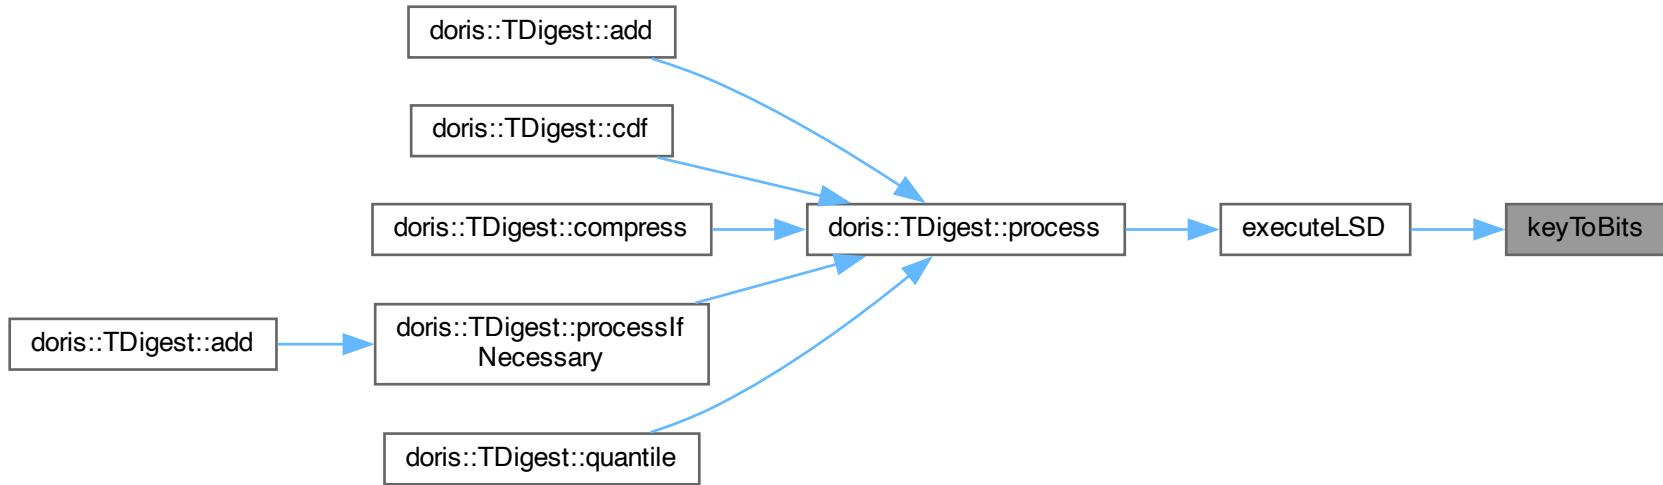 doris::TDigest::add
doris::TDigest::cdf
doris::TDigest::compress
doris::TDigest::process
executeLSD
keyToBits
doris::TDigest::add
doris::TDigest::processIf
Necessary
doris::TDigest::quantile